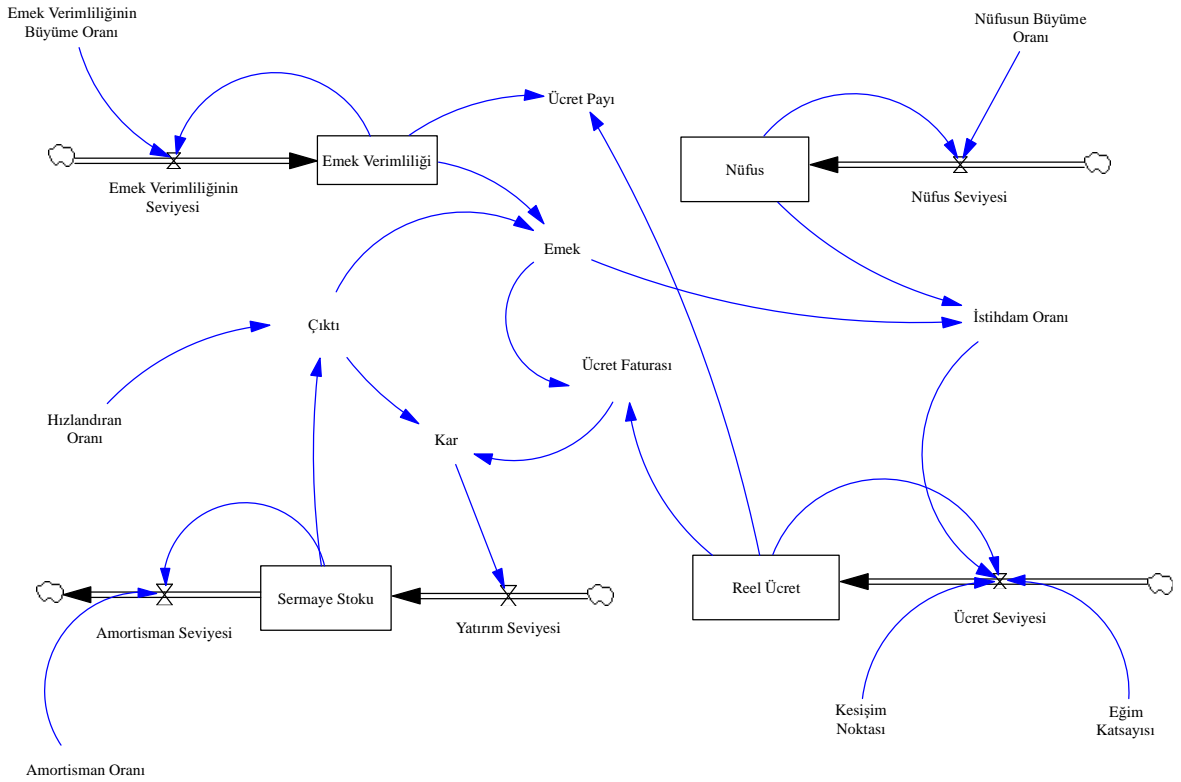 Emek Verimliliğinin
Büyüme Oranı
Nüfusun Büyüme
Oranı
Ücret Payı
Emek Verimliliği
Nüfus
Emek Verimliliğinin
Seviyesi
Nüfus Seviyesi
Emek
Çıktı
İstihdam Oranı
Ücret Faturası
Hızlandıran
Oranı
Kar
Sermaye Stoku
Reel Ücret
Amortisman Seviyesi
Yatırım Seviyesi
Ücret Seviyesi
Kesişim
Noktası
Eğim
Katsayısı
Amortisman Oranı